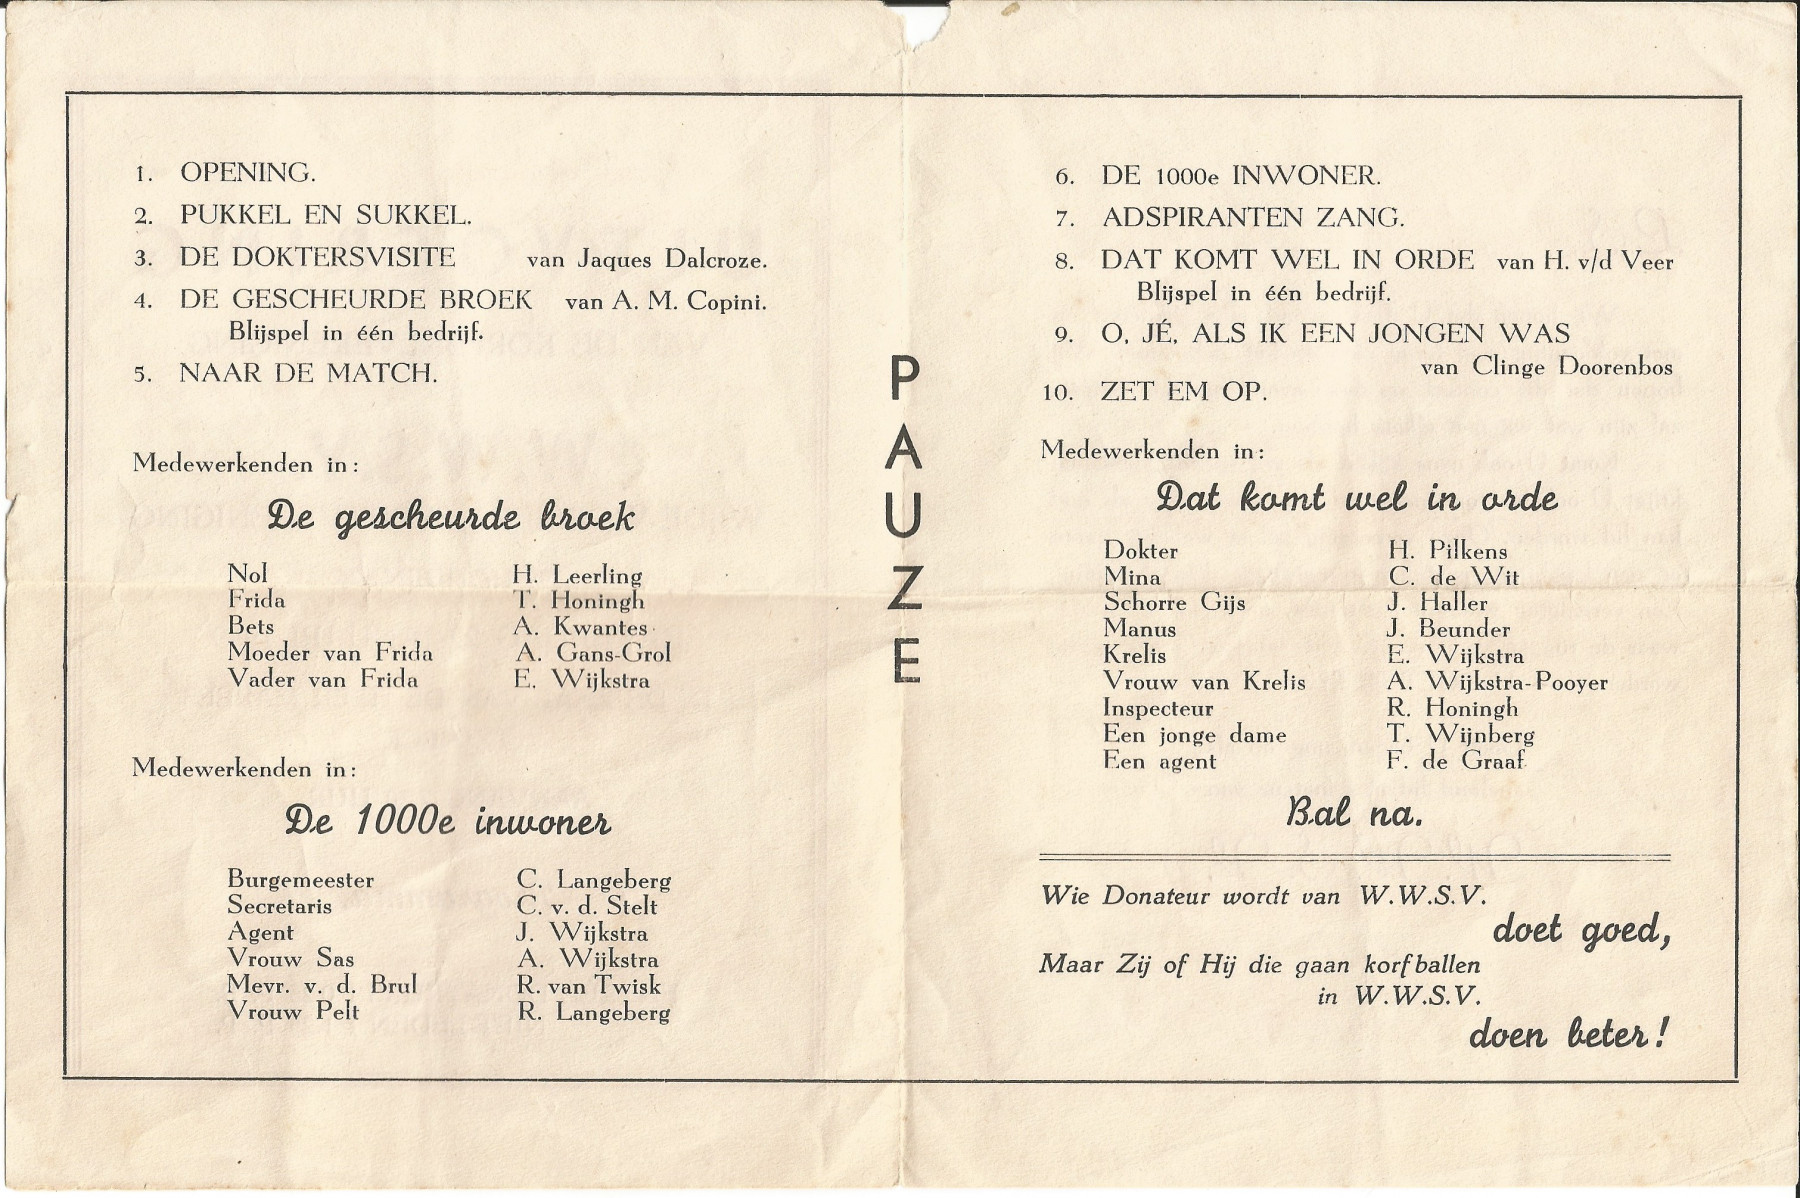 1. OPENING.
2. PUKKEL EN SUKKEL.
3. DE DOKTERSVISITE van Jaques Dalcroze.
4. DE GESCHEURDE BROEK van A. M. Copini.
Blijspel in één bedrijf.
5. NAAR DE MATCH.
Medewerkenden in:
De gescheurde broek
Nol H. Leerling
Frida T. Honingh
Bets A. Kwantes
Moeder van Frida A. Gans-Grol
Vader van Frida E. Wijkstra
Medewerkenden in:
De 1000e inwoner
Burgemeester C. Langeberg
Secretaris C. v. d. Stelt
Agent J. Wijkstra
Vrouw Sas A. Wijkstra
Mevr. v. d. Brul R. van Twisk
Vrouw Pelt R. Langeberg
PAUZE
6. DE 1000e INWONER.
7. ADSPIRANTEN ZANG.
8. DAT KOMT WEL IN ORDE van H. v/d Veer
Blijspel in één bedrijf.
9. O, JÉ, ALS IK EEN JONGEN WAS
van Clinge Doorenbos
10. ZET EM OP.
Medewerkenden in:
Dat komt wel in orde
Dokter H. Pilkens
Mina C. de Wit
Schorre Gijs J. Haller
Manus J. Beunder
Krelis E. Wijkstra
Vrouw van Krelis A. Wijkstra-Pooyer
Inspecteur R. Honingh
Een jonge dame T. Wijnberg
Een agent F. de Graaf
Bal na.
Wie Donateur wordt van W.W.S.V.
doet goed,
Maar Zij of Hij die gaan korfballen
in W.W.S.V.
doen beter!